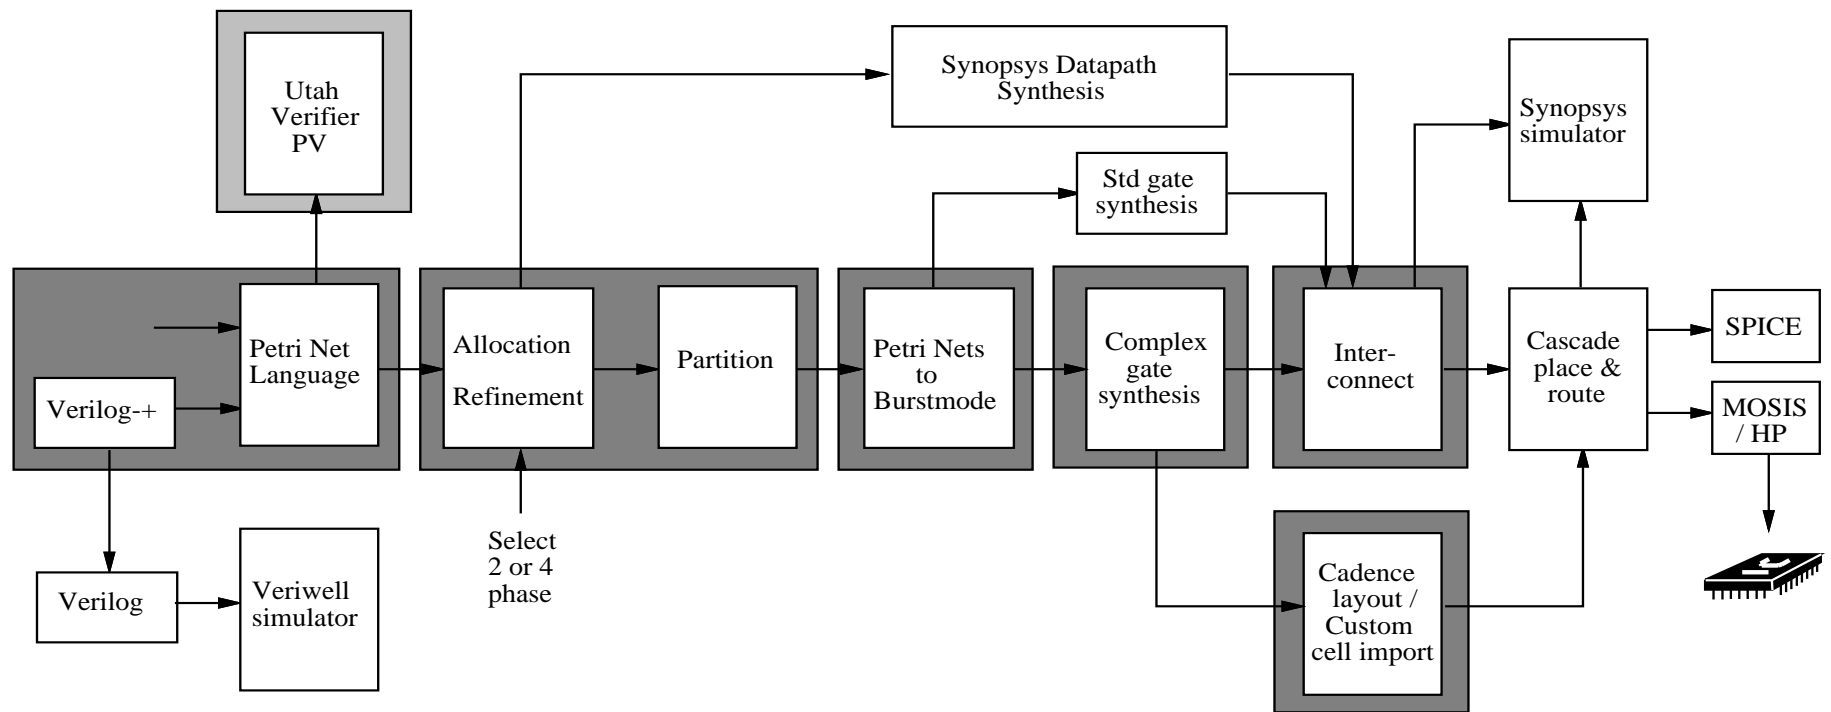 Utah
Verifier
PV
Synopsys Datapath
Synthesis
Synopsys
simulator
Std gate
synthesis
Petri Net
Language
Verilog-+
Allocation
Refinement
Partition
Petri Nets
to
Burstmode
Complex
gate
synthesis
Inter-
connect
Cascade
place &
route
SPICE
MOSIS
/ HP
Select
2 or 4
phase
Verilog
Veriwell
simulator
Cadence
layout /
Custom
cell import